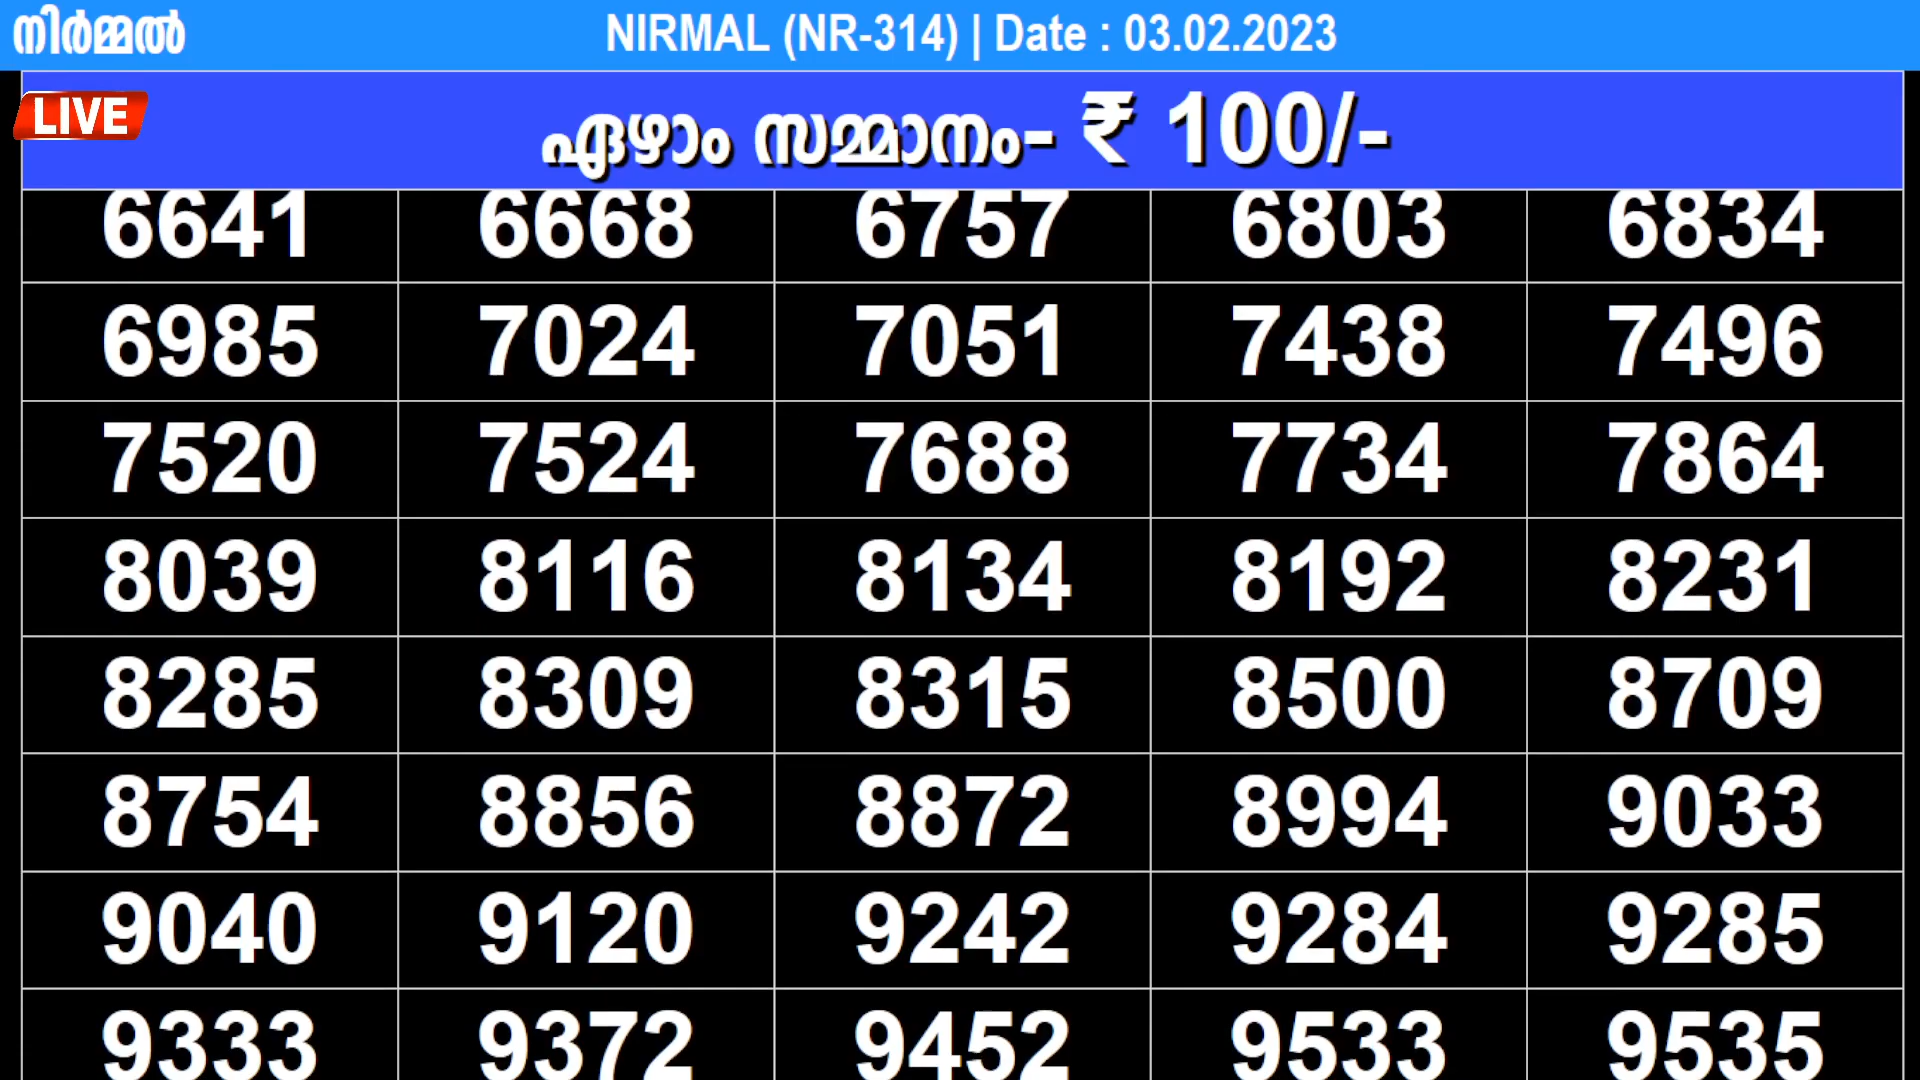 നിർമ്മൽ NIRMAL (NR-314) | Date : 03.02.2023
LIVE
ഏഴാം സമ്മാനം- ₹ 100/-
6641 6668 6757 6803 6834
6985 7024 7051 7438 7496
7520 7524 7688 7734 7864
8039 8116 8134 8192 8231
8285 8309 8315 8500 8709
8754 8856 8872 8994 9033
9040 9120 9242 9284 9285
9333 9372 9452 9533 9535